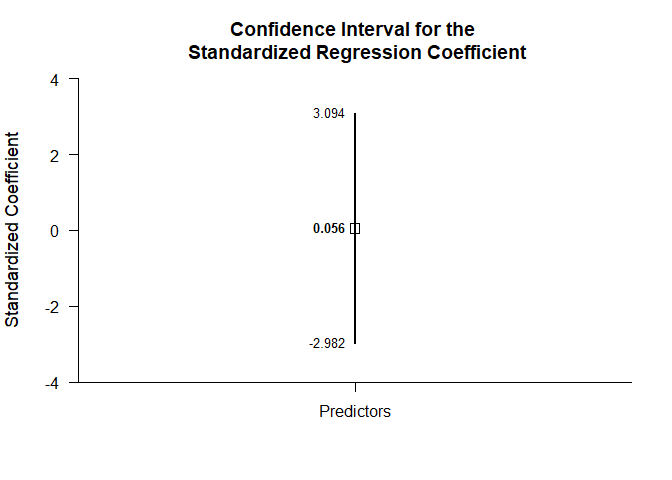 Confidence Interval for the
Standardized Regression Coefficient
Standardized Coefficient
4
2
0
-2
-4
3.094
0.056
-2.982
Predictors